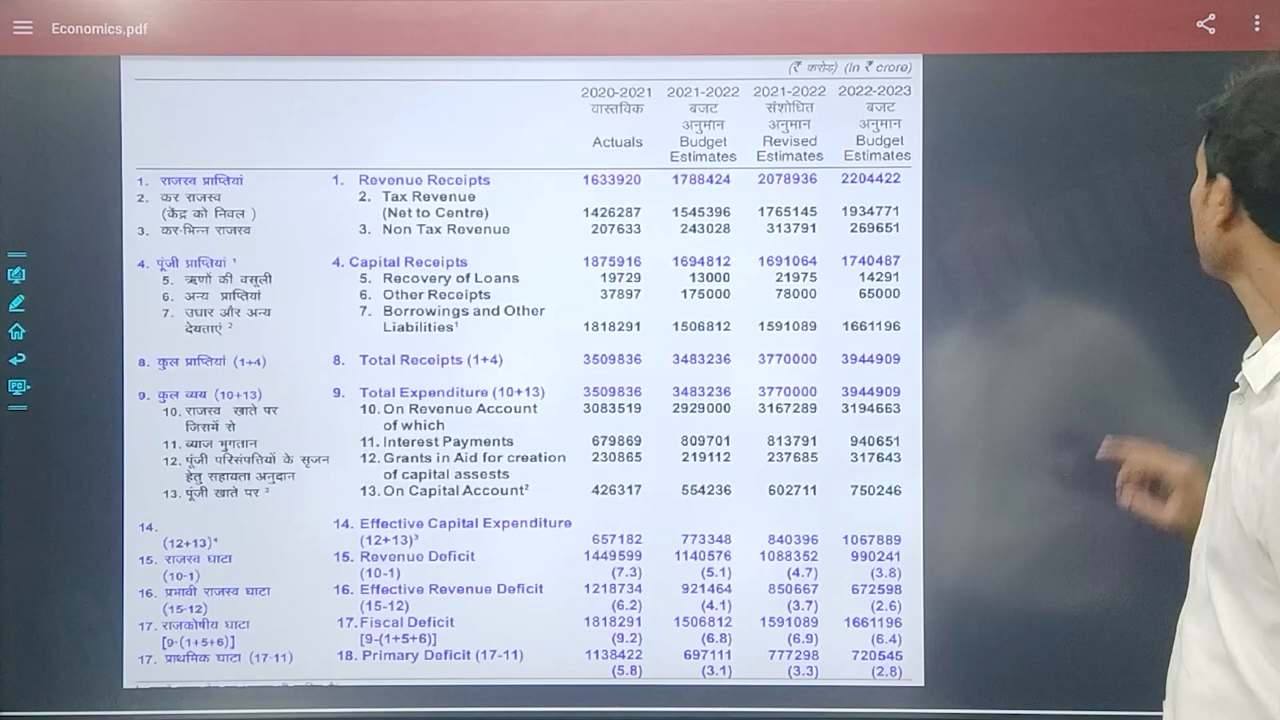 Economics.pdf
(₹ करोड़) (In ₹ crore)
2020-2021 2021-2022 2021-2022 2022-2023
वास्तविक बजट संशोधित बजट
अनुमान अनुमान अनुमान
Actuals Budget Revised Budget
Estimates Estimates Estimates
1. राजस्व प्राप्तियां 1. Revenue Receipts 1633920 1788424 2078936 2204422
2. कर राजस्व 2. Tax Revenue
(केंद्र को निवल ) (Net to Centre) 1426287 1545396 1765145 1934771
3. कर-भिन्न राजस्व 3. Non Tax Revenue 207633 243028 313791 269651
4. पूंजी प्राप्तियां ¹ 4. Capital Receipts 1875916 1694812 1691064 1740487
5. ऋणों की वसूली 5. Recovery of Loans 19729 13000 21975 14291
6. अन्य प्राप्तियां 6. Other Receipts 37897 175000 78000 65000
7. उधार और अन्य 7. Borrowings and Other
देयताएं ² Liabilities¹ 1818291 1506812 1591089 1661196
8. कुल प्राप्तियां (1+4) 8. Total Receipts (1+4) 3509836 3483236 3770000 3944909
9. कुल व्यय (10+13) 9. Total Expenditure (10+13) 3509836 3483236 3770000 3944909
10. राजस्व खाते पर 10. On Revenue Account 3083519 2929000 3167289 3194663
जिसमें से of which
11. ब्याज भुगतान 11. Interest Payments 679869 809701 813791 940651
12. पूंजी परिसंपत्तियों के सृजन 12. Grants in Aid for creation 230865 219112 237685 317643
हेतु सहायता अनुदान of capital assests
13. पूंजी खाते पर ³ 13. On Capital Account² 426317 554236 602711 750246
14. 14. Effective Capital Expenditure
(12+13)⁴ (12+13)³ 657182 773348 840396 1067889
15. राजस्व घाटा 15. Revenue Deficit 1449599 1140576 1088352 990241
(10-1) (10-1) (7.3) (5.1) (4.7) (3.8)
16. प्रभावी राजस्व घाटा 16. Effective Revenue Deficit 1218734 921464 850667 672598
(15-12) (15-12) (6.2) (4.1) (3.7) (2.6)
17. राजकोषीय घाटा 17. Fiscal Deficit 1818291 1506812 1591089 1661196
[9-(1+5+6)] [9-(1+5+6)] (9.2) (6.8) (6.9) (6.4)
17. प्राथमिक घाटा (17-11) 18. Primary Deficit (17-11) 1138422 697111 777298 720545
(5.8) (3.1) (3.3) (2.8)
PC